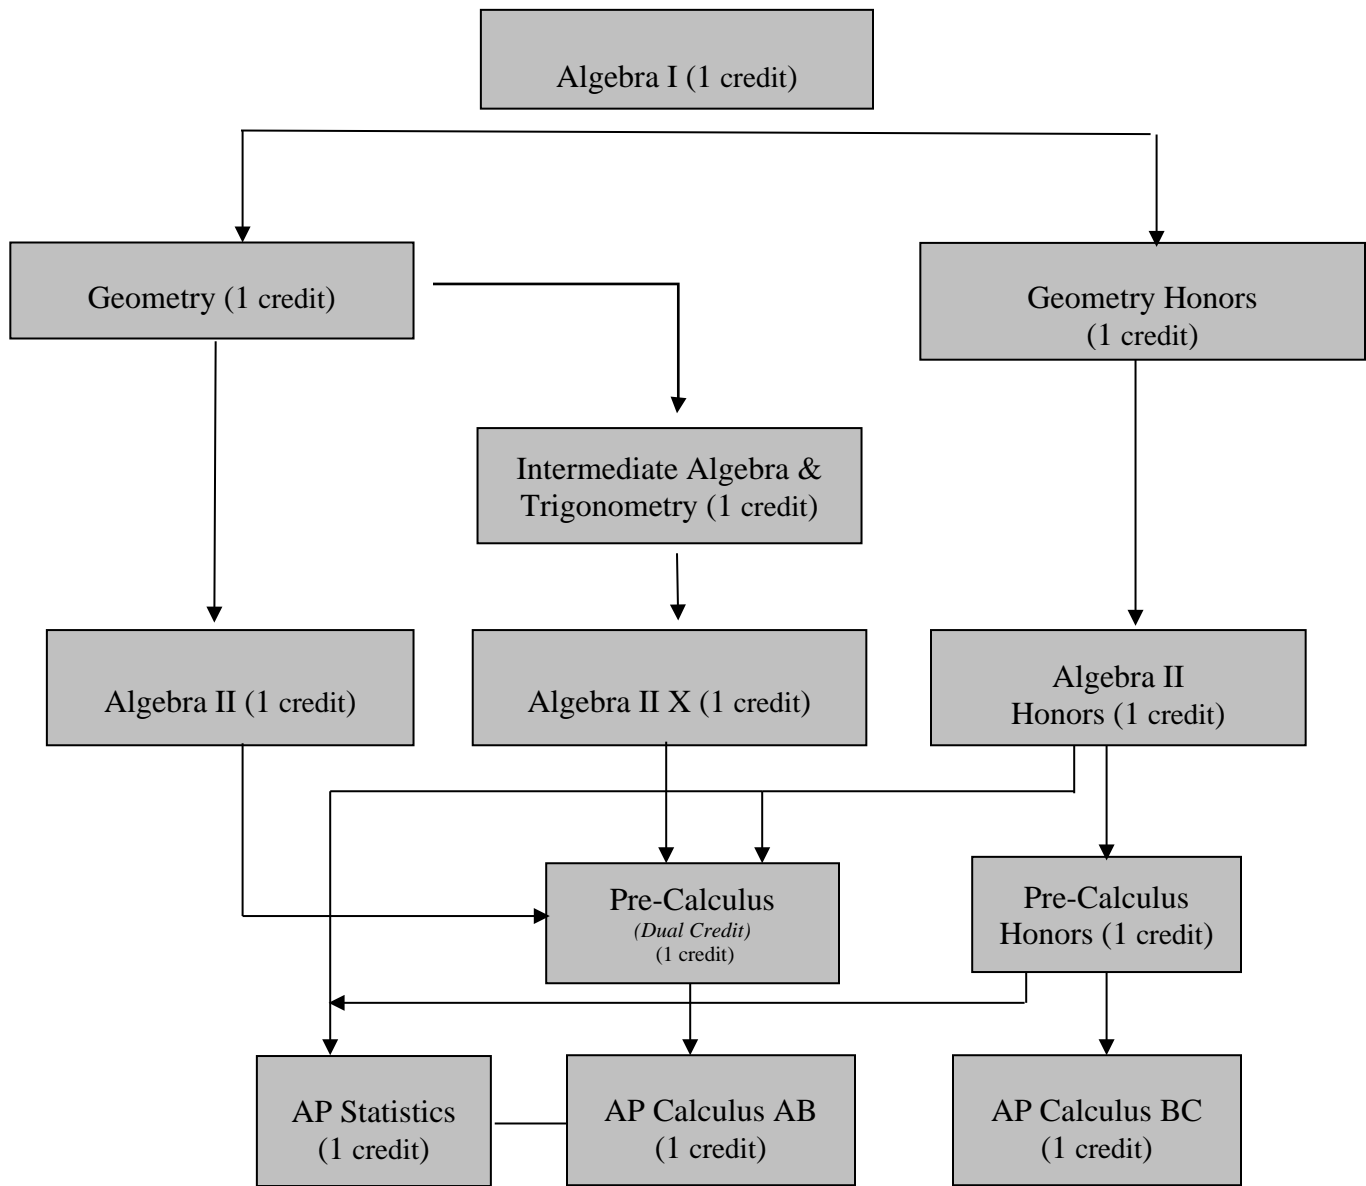 Algebra I (1 credit)
Geometry (1 credit)
Geometry Honors
(1 credit)
Intermediate Algebra &
Trigonometry (1 credit)
Algebra II (1 credit)
Algebra II X (1 credit)
Algebra II
Honors (1 credit)
Pre-Calculus
(Dual Credit)
(1 credit)
Pre-Calculus
Honors (1 credit)
AP Statistics
(1 credit)
AP Calculus AB
(1 credit)
AP Calculus BC
(1 credit)